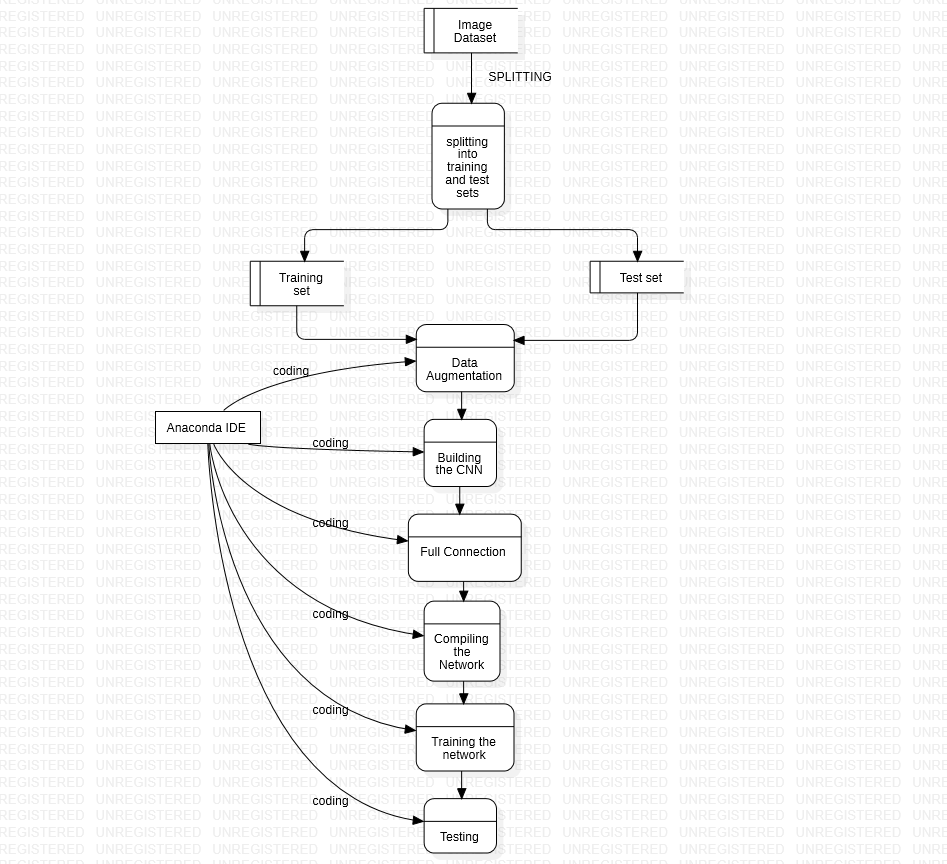 Image
Dataset
SPLITTING
splitting
into
training
and test
sets
Training
set
Test set
Data
Augmentation
coding
Anaconda IDE
coding
Building
the CNN
coding
Full Connection
coding
Compiling
the
Network
coding
Training the
network
coding
Testing
UNREGISTERED